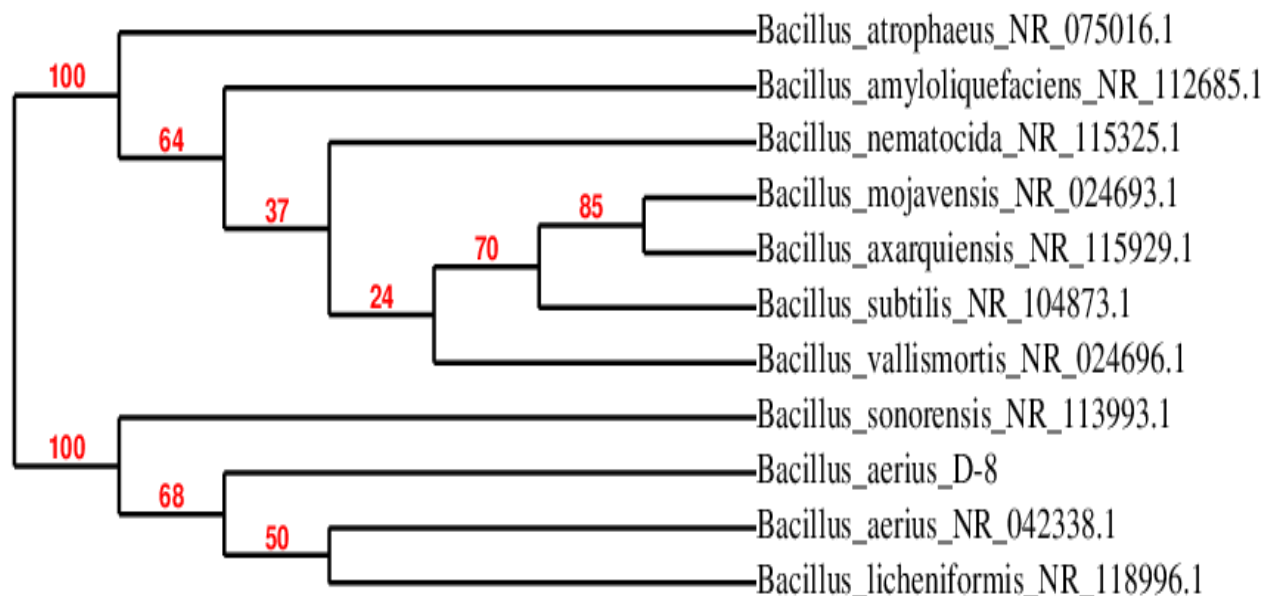 Bacillus_atrophaeus_NR_075016.1
100
Bacillus_amyloliquefaciens_NR_112685.1
64
Bacillus_nematocida_NR_115325.1
Bacillus_mojavensis_NR_024693.1
37
85
Bacillus_axarquiensis_NR_115929.1
70
24
Bacillus_subtilis_NR_104873.1
Bacillus_vallismortis_NR_024696.1
Bacillus_sonorensis_NR_113993.1
100
Bacillus_aerius_D-8
68
Bacillus_aerius_NR_042338.1
50
Bacillus_licheniformis_NR_118996.1